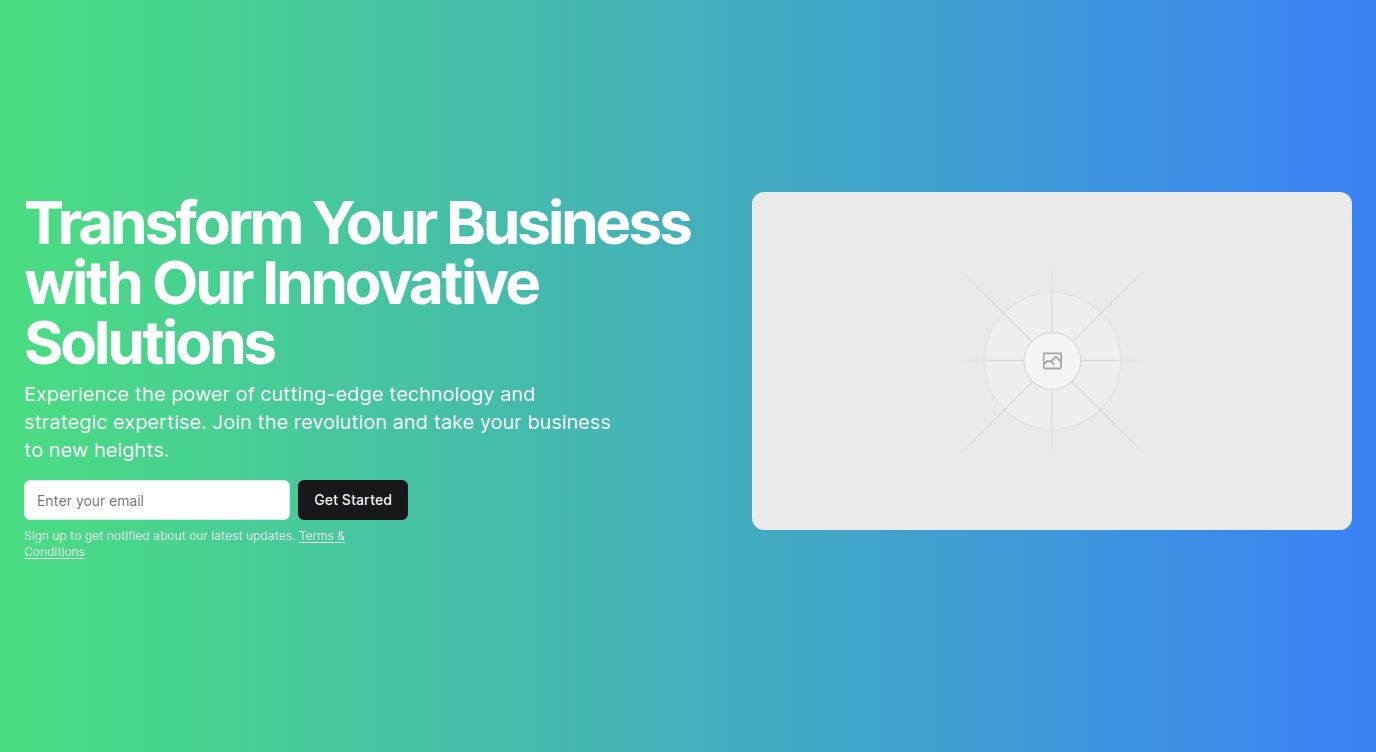 Transform Your Business
with Our Innovative
Solutions
Experience the power of cutting-edge technology and
strategic expertise. Join the revolution and take your business
to new heights.
Enter your email
Get Started
Sign up to get notified about our latest updates. Terms &
Conditions